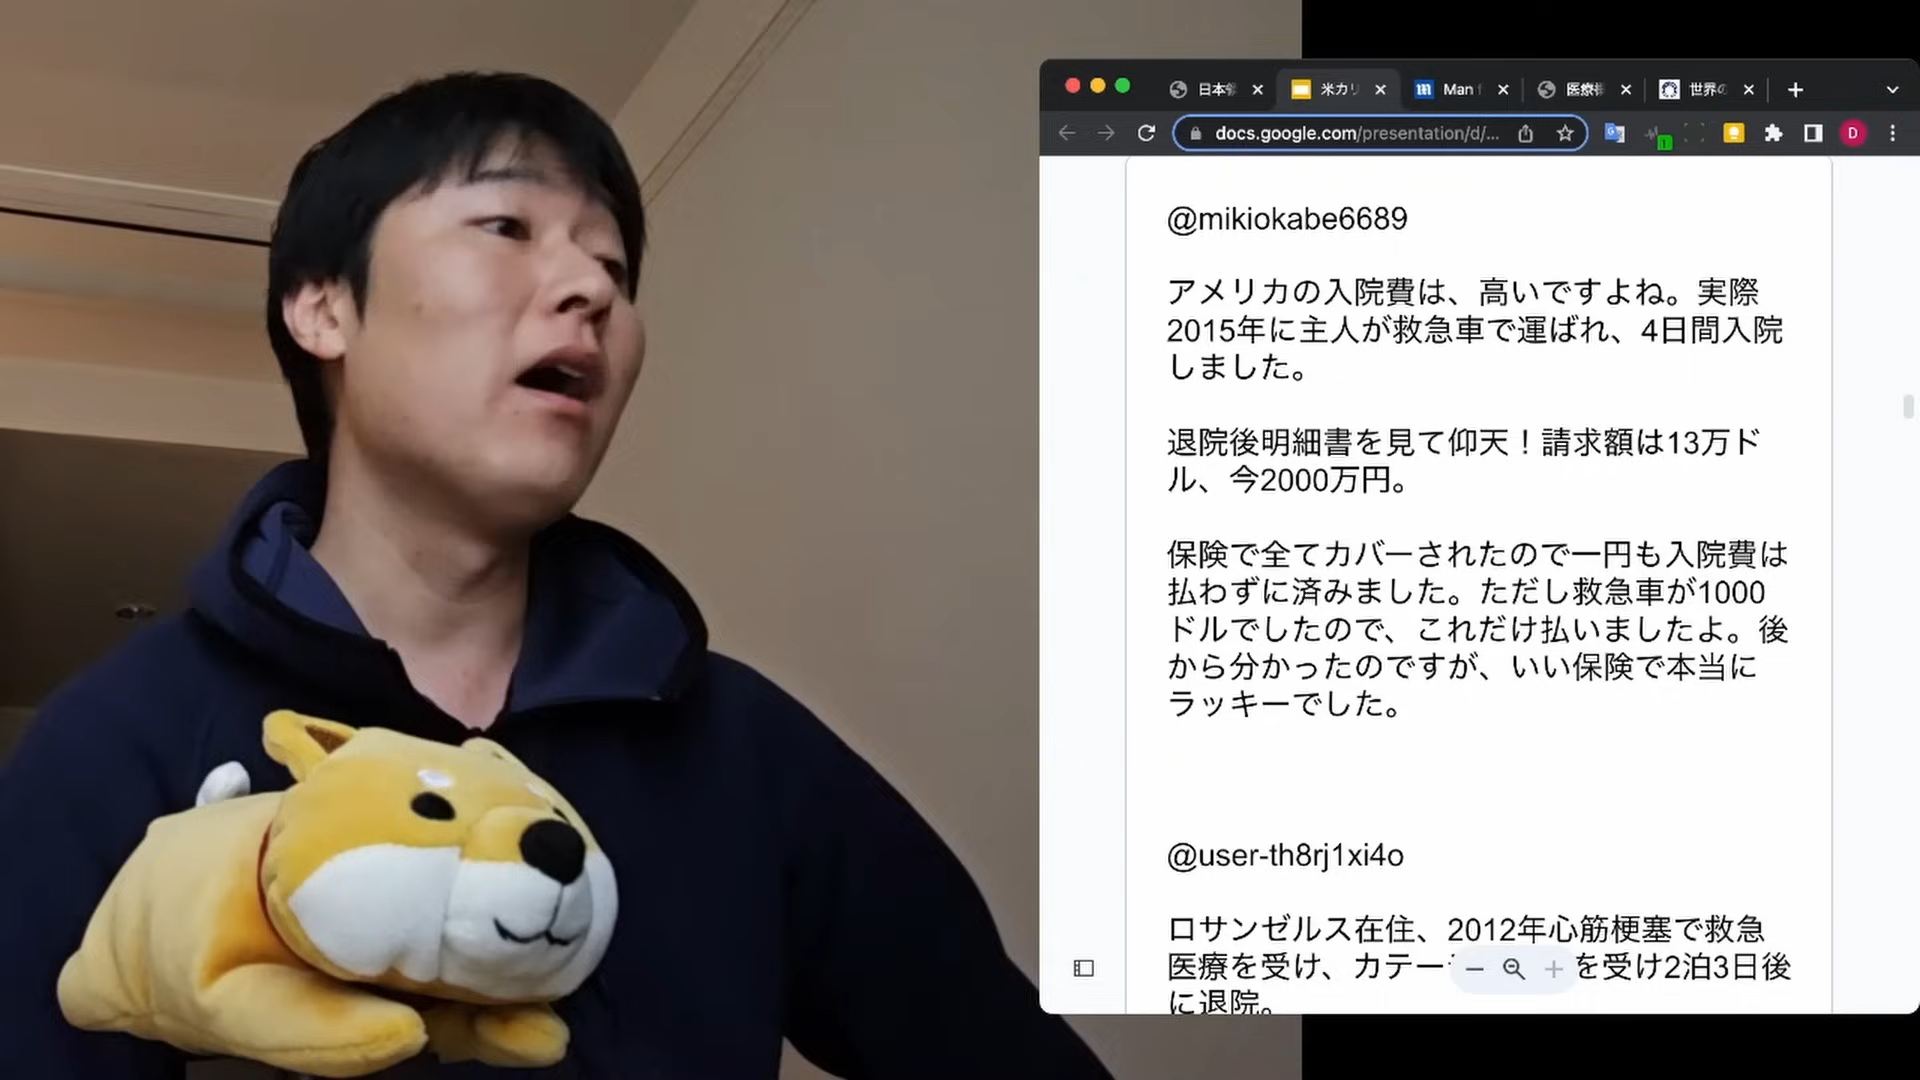 日本
米カリ
Man
医療
世界の
docs.google.com/presentation/d/...
D
@mikiokabe6689
アメリカの入院費は、高いですよね。実際
2015年に主人が救急車で運ばれ、4日間入院
しました。
退院後明細書を見て仰天！請求額は13万ド
ル、今2000万円。
保険で全てカバーされたので一円も入院費は
払わずに済みました。ただし救急車が1000
ドルでしたので、これだけ払いましたよ。後
から分かったのですが、いい保険で本当に
ラッキーでした。
@user-th8rj1xi4o
ロサンゼルス在住、2012年心筋梗塞で救急
医療を受け、カテー を受け2泊3日後
に退院。